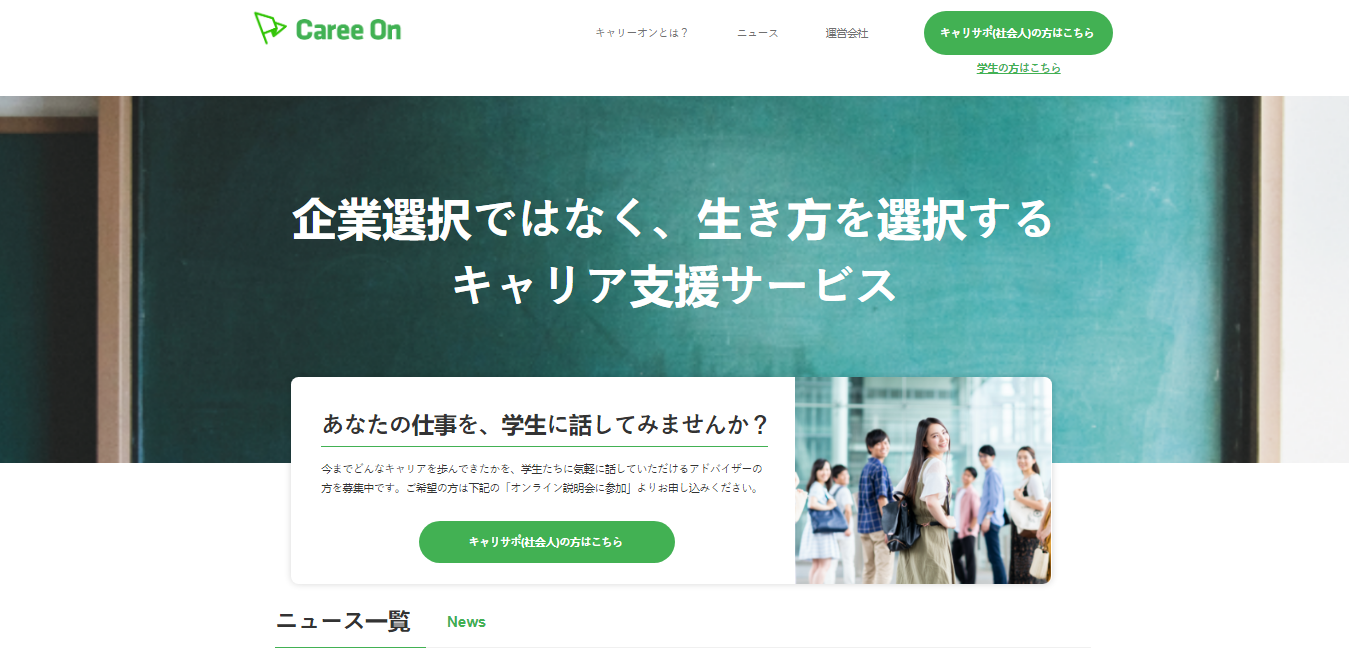 Caree On
キャリーオンとは？
ニュース
運営会社
キャリサポ(社会人)の方はこちら
学生の方はこちら
企業選択ではなく、生き方を選択する
キャリア支援サービス
あなたの仕事を、学生に話してみませんか？
今までどんなキャリアを歩んできたかを、学生たちに気軽に話していただけるアドバイザーの
方を募集中です。ご希望の方は下記の「オンライン説明会に参加」よりお申し込みください。
キャリサポ(社会人)の方はこちら
ニュース一覧
News